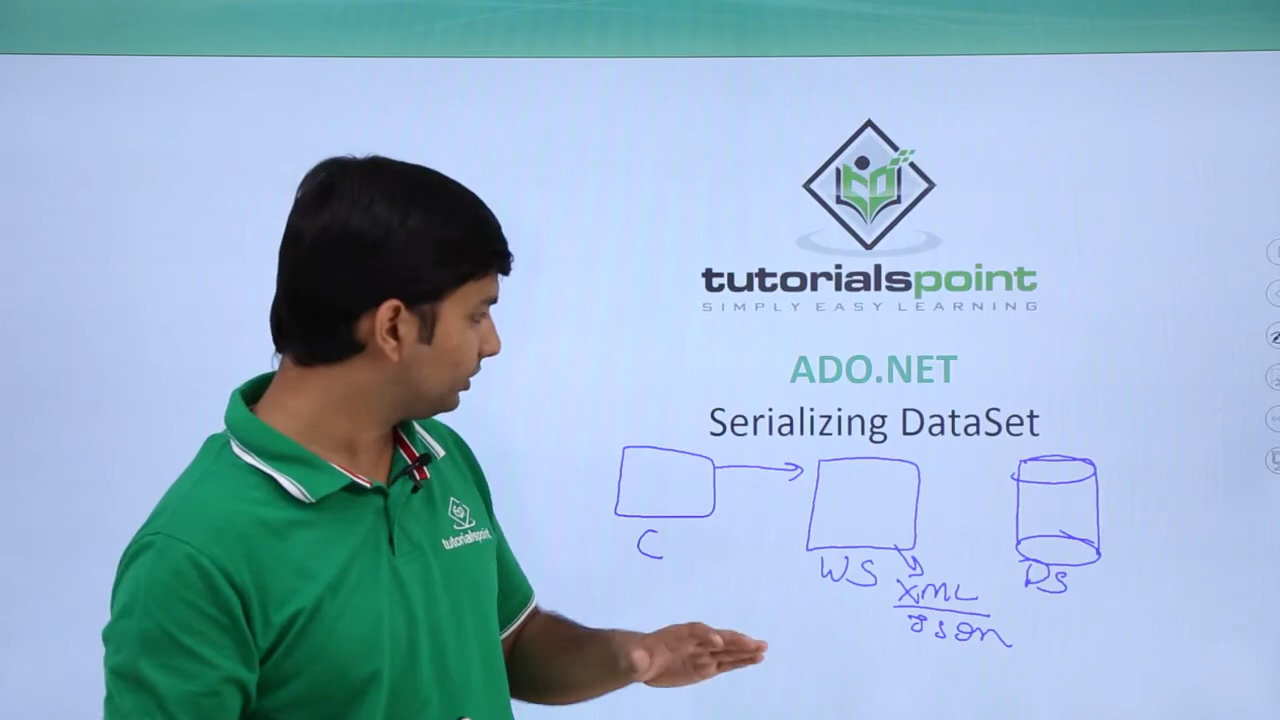 tutorialspoint
SIMPLY EASY LEARNING
ADO.NET
Serializing DataSet
C
WS
XML
JSON
DS
tutorialspoint